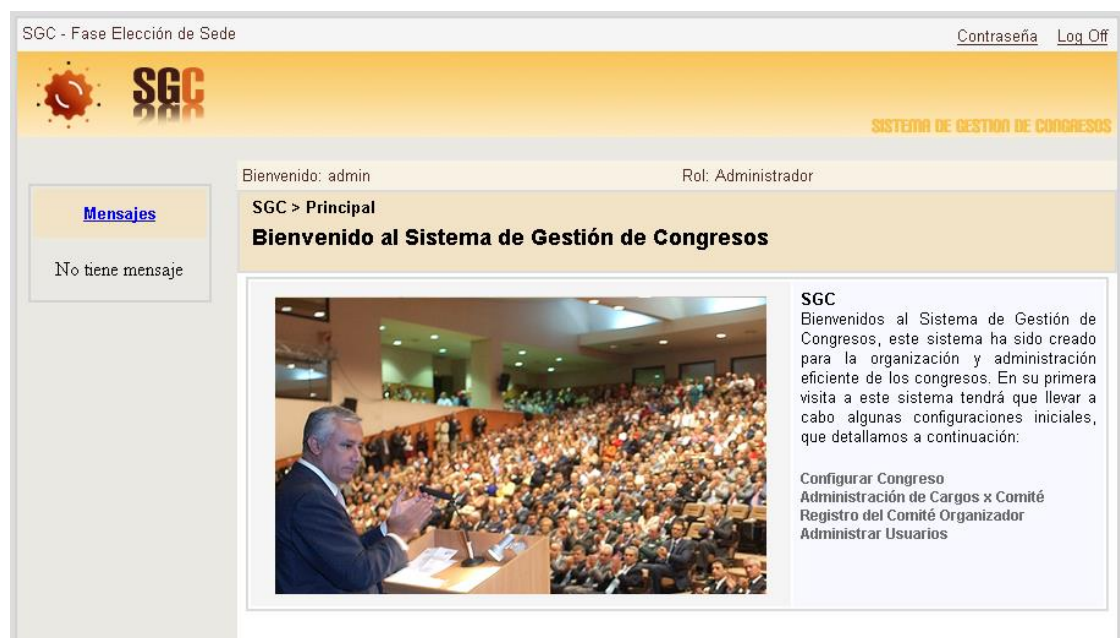 SGC - Fase Elección de Sede
Contraseña Log Off
SGC
SISTEMA DE GESTION DE CONGRESOS
Bienvenido: admin Rol: Administrador
Mensajes
No tiene mensaje
SGC > Principal
Bienvenido al Sistema de Gestión de Congresos
SGC
Bienvenidos al Sistema de Gestión de
Congresos, este sistema ha sido creado
para la organización y administración
eficiente de los congresos. En su primera
visita a este sistema tendrá que llevar a
cabo algunas configuraciones iniciales,
que detallamos a continuación:
Configurar Congreso
Administración de Cargos x Comité
Registro del Comité Organizador
Administrar Usuarios